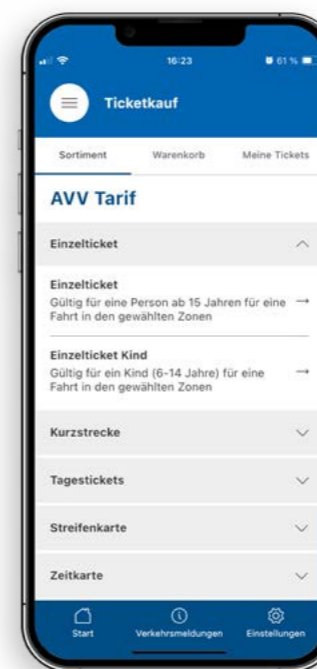 16:23
61 %
Ticketkauf
Sortiment Warenkorb Meine Tickets
AVV Tarif
Einzelticket
Einzelticket
Gültig für eine Person ab 15 Jahren für eine
Fahrt in den gewählten Zonen
Einzelticket Kind
Gültig für ein Kind (6-14 Jahre) für eine
Fahrt in den gewählten Zonen
Kurzstrecke
Tagestickets
Streifenkarte
Zeitkarte
Start Verkehrsmeldungen Einstellungen